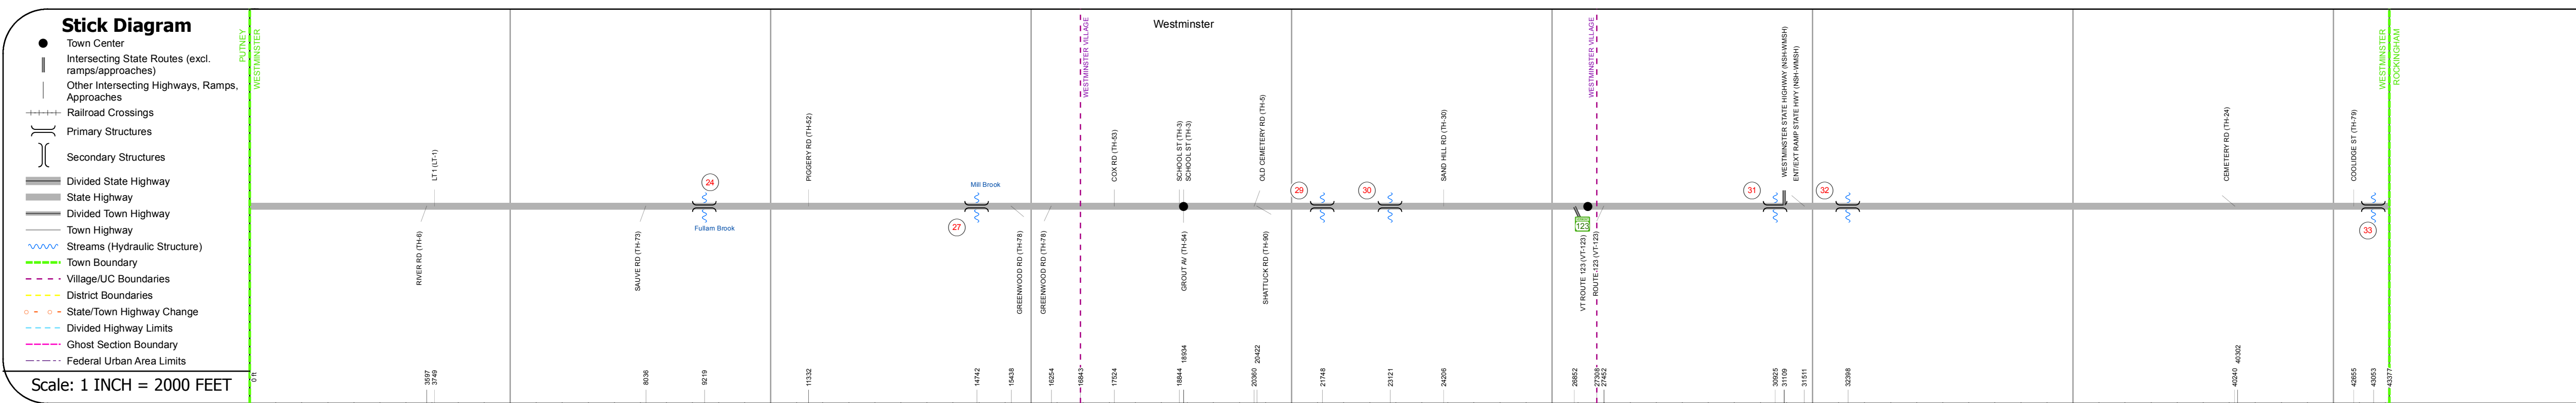 Stick Diagram
Town Center
Intersecting State Routes (excl.
ramps/approaches)
Other Intersecting Highways, Ramps,
Approaches
Railroad Crossings
Primary Structures
Secondary Structures
Divided State Highway
State Highway
Divided Town Highway
Town Highway
Streams (Hydraulic Structure)
Town Boundary
Village/UC Boundaries
District Boundaries
State/Town Highway Change
Divided Highway Limits
Ghost Section Boundary
Federal Urban Area Limits
Scale: 1 INCH = 2000 FEET
PUTNEY
WESTMINSTER
Westminster
WESTMINSTER VILLAGE
WESTMINSTER VILLAGE
WESTMINSTER
ROCKINGHAM
LT 1 (LT-1)
PIGGERY RD (TH-52)
COX RD (TH-53)
SCHOOL ST (TH-3)
SCHOOL ST (TH-3)
OLD CEMETERY RD (TH-5)
SAND HILL RD (TH-30)
WESTMINSTER STATE HIGHWAY (NSH-WMSH)
ENT/EXT RAMP STATE HWY (NSH-WMSH)
CEMETERY RD (TH-24)
COOLIDGE ST (TH-79)
24
Mill Brook
29
30
31
32
Fullam Brook
27
123
33
RIVER RD (TH-6)
SAUVE RD (TH-73)
GREENWOOD RD (TH-78)
GREENWOOD RD (TH-78)
GROUT AV (TH-54)
SHATTUCK RD (TH-90)
VT ROUTE 123 (VT-123)
ROUTE-123 (VT-123)
0 ft
3597
3749
8036
9219
11332
14742
15438
16254
16843
17524
18844
18934
20360
20422
21748
23121
24206
26852
27308
27452
30925
31109
31511
32398
40240
40302
42655
43053
43377